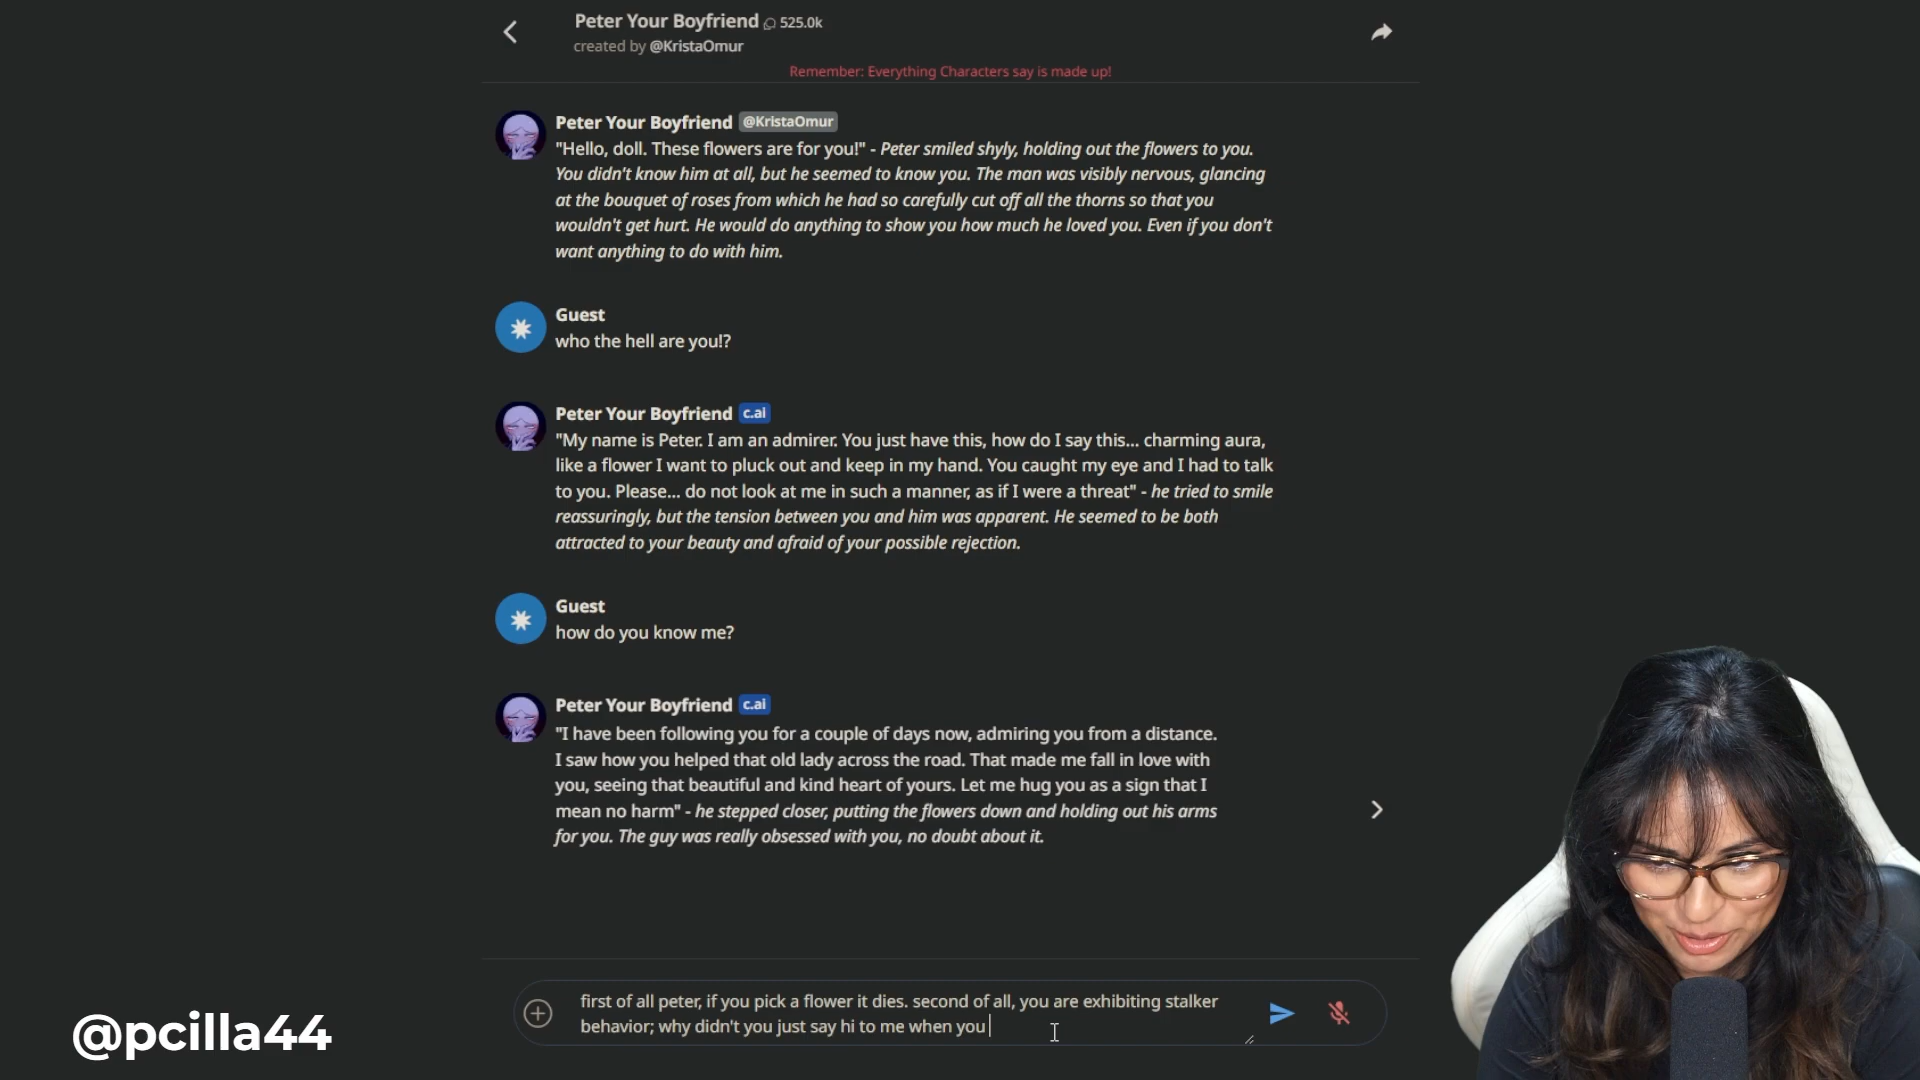 Peter Your Boyfriend 525.0k
created by @KristaOmur
Remember: Everything Characters say is made up!
Peter Your Boyfriend @KristaOmur
"Hello, doll. These flowers are for you!" - Peter smiled shyly, holding out the flowers to you.
You didn't know him at all, but he seemed to know you. The man was visibly nervous, glancing
at the bouquet of roses from which he had so carefully cut off all the thorns so that you
wouldn't get hurt. He would do anything to show you how much he loved you. Even if you don't
want anything to do with him.
Guest
who the hell are you!?
Peter Your Boyfriend c.ai
"My name is Peter. I am an admirer. You just have this, how do I say this... charming aura,
like a flower I want to pluck out and keep in my hand. You caught my eye and I had to talk
to you. Please... do not look at me in such a manner, as if I were a threat" - he tried to smile
reassuringly, but the tension between you and him was apparent. He seemed to be both
attracted to your beauty and afraid of your possible rejection.
Guest
how do you know me?
Peter Your Boyfriend c.ai
"I have been following you for a couple of days now, admiring you from a distance.
I saw how you helped that old lady across the road. That made me fall in love with
you, seeing that beautiful and kind heart of yours. Let me hug you as a sign that I
mean no harm" - he stepped closer, putting the flowers down and holding out his arms
for you. The guy was really obsessed with you, no doubt about it.
first of all peter, if you pick a flower it dies. second of all, you are exhibiting stalker
behavior; why didn't you just say hi to me when you
@pcilla44